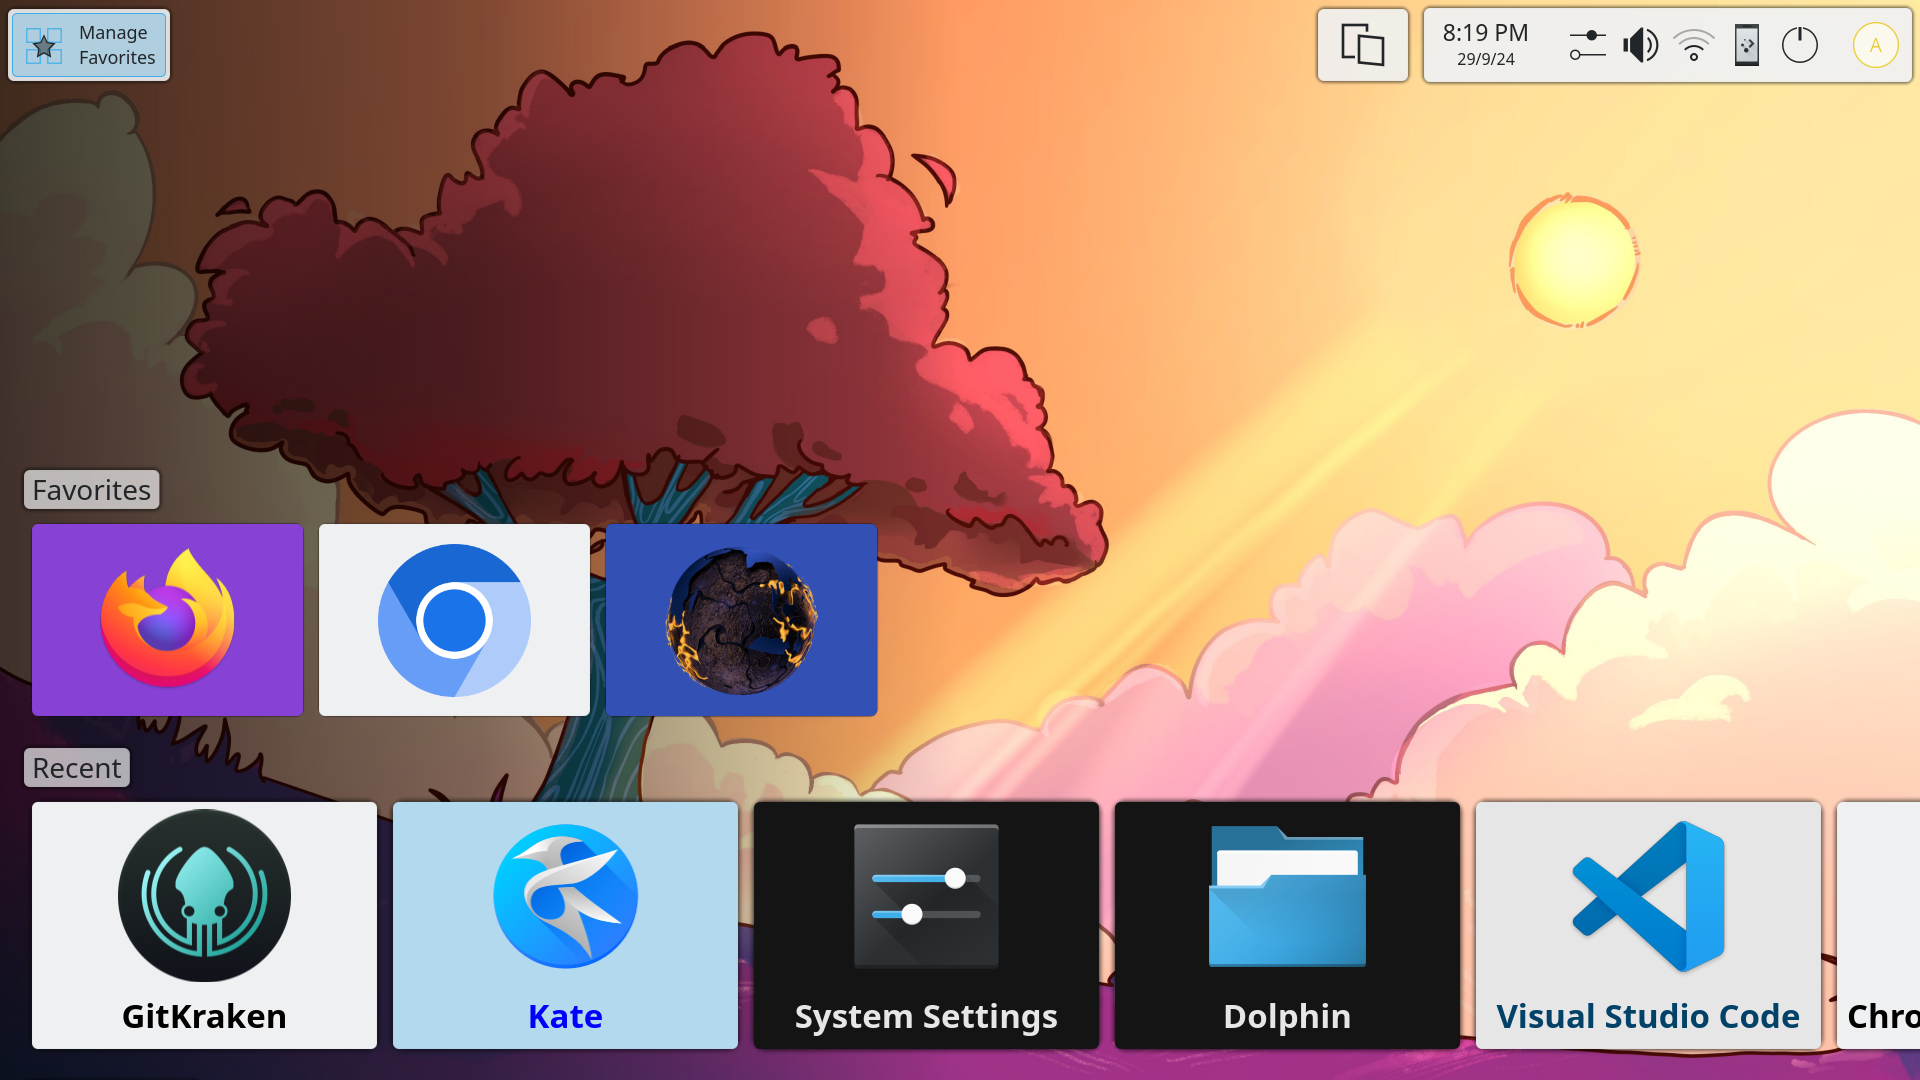 Manage
Favorites
8:19 PM
29/9/24
A
Favorites
Recent
GitKraken
Kate
System Settings
Dolphin
Visual Studio Code
Chro